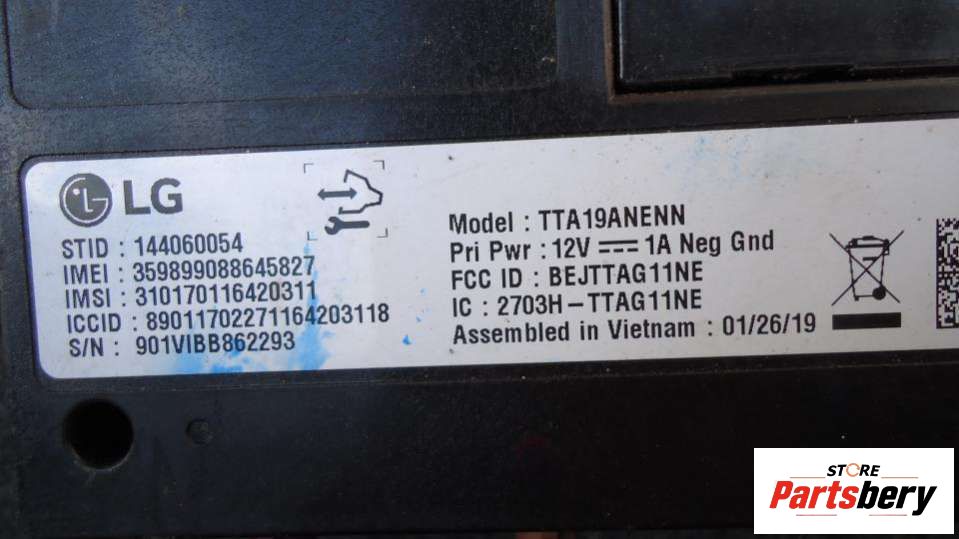 LG
STID : 144060054
IMEI : 359899088645827
IMSI : 310170116420311
ICCID : 89011702271164203118
S/N : 901VIBB862293
Model : TTA19ANENN
Pri Pwr : 12V ⎓ 1A Neg Gnd
FCC ID : BEJTTAG11NE
IC : 2703H-TTAG11NE
Assembled in Vietnam : 01/26/19
STORE
Partsbery